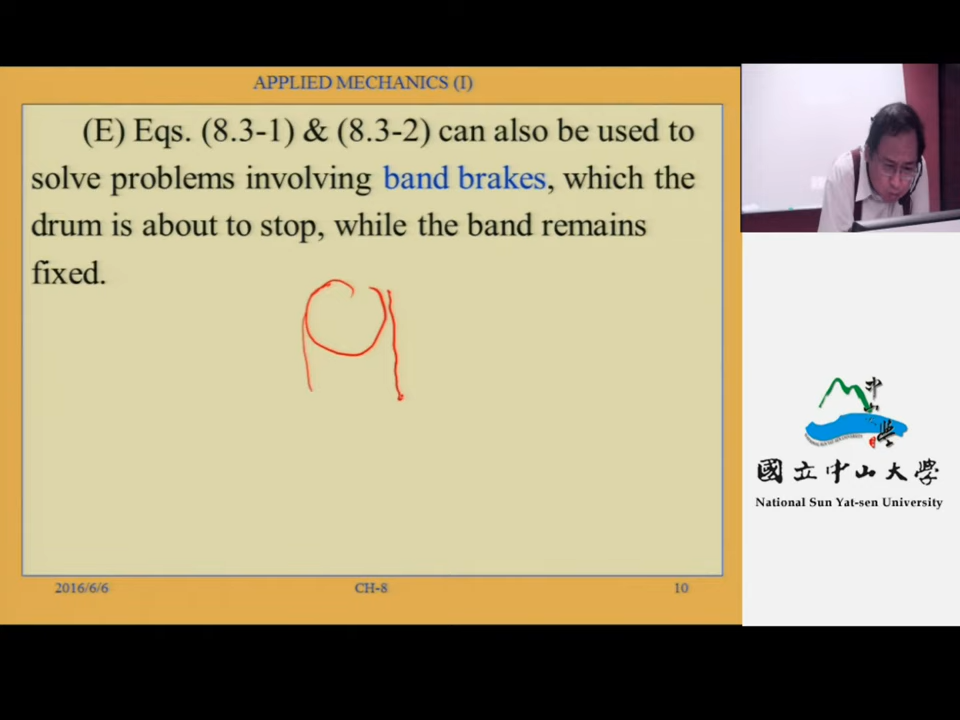 APPLIED MECHANICS (I)
(E) Eqs. (8.3-1) & (8.3-2) can also be used to
solve problems involving band brakes, which the
drum is about to stop, while the band remains
fixed.
2016/6/6
CH-8
10
國立中山大學
National Sun Yat-sen University